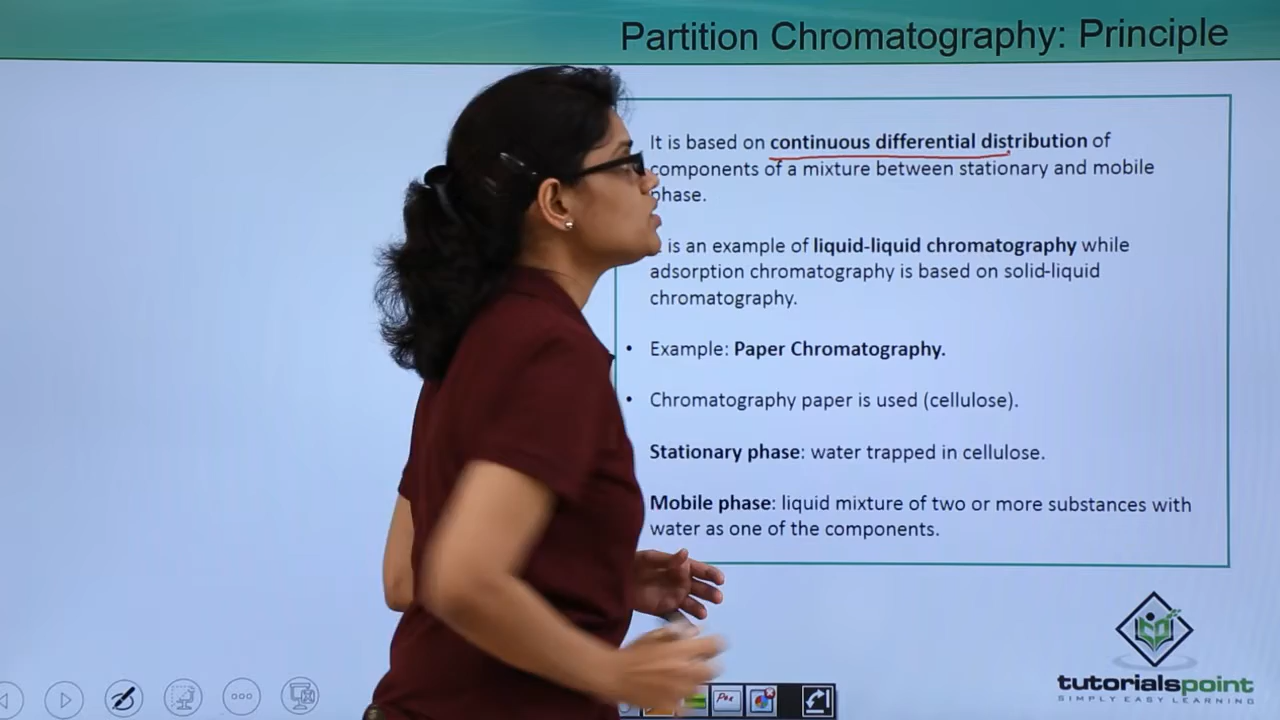 Partition Chromatography: Principle
It is based on continuous differential distribution of
components of a mixture between stationary and mobile
phase.
is an example of liquid-liquid chromatography while
adsorption chromatography is based on solid-liquid
chromatography.
• Example: Paper Chromatography.
• Chromatography paper is used (cellulose).
Stationary phase: water trapped in cellulose.
Mobile phase: liquid mixture of two or more substances with
water as one of the components.
Pen
tutorialspoint
SIMPLY EASY LEARNING